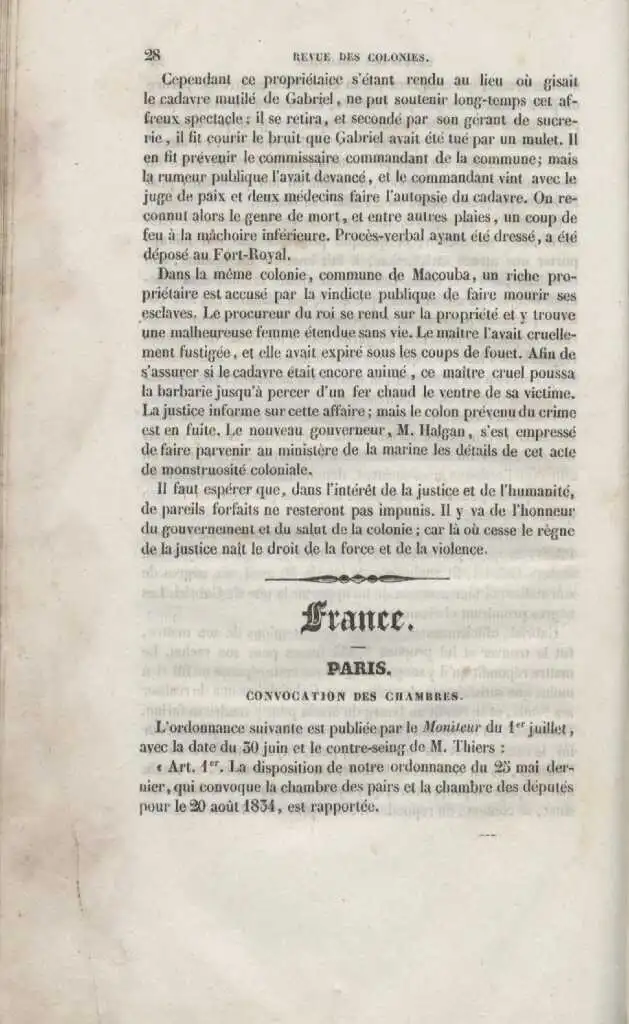 28 REVUE DES COLONIES.
Cependant ce propriétaice s'étant rendu au lieu où gisait
le cadavre mutilé de Gabriel, ne put soutenir long-temps cet af-
freux spectacle; il se retira, et secondé par son gérant de sucre-
rie, il fit courir le bruit que Gabriel avait été tué par un mulet. Il
en fit prévenir le commissaire commandant de la commune; mais
la rumeur publique l'avait devancé, et le commandant vint avec le
juge de paix et deux médecins faire l'autopsie du cadavre. On re-
connut alors le genre de mort, et entre autres plaies, un coup de
feu à la mâchoire inférieure. Procès-verbal ayant été dressé, a été
déposé au Fort-Royal.
Dans la même colonie, commune de Macouba, un riche pro-
priétaire est accusé par la vindicte publique de faire mourir ses
esclaves. Le procureur du roi se rend sur la propriété et y trouve
une malheureuse femme étendue sans vie. Le maître l'avait cruelle-
ment fustigée, et elle avait expiré sous les coups de fouet. Afin de
s'assurer si le cadavre était encore animé, ce maître cruel poussa
la barbarie jusqu'à percer d'un fer chaud le ventre de sa victime.
La justice informe sur cette affaire; mais le colon prévenu du crime
est en fuite. Le nouveau gouverneur, M. Halgan, s'est empressé
de faire parvenir au ministère de la marine les détails de cet acte
de monstruosité coloniale.
Il faut espérer que, dans l'intérêt de la justice et de l'humanité,
de pareils forfaits ne resteront pas impunis. Il y va de l'honneur
du gouvernement et du salut de la colonie; car là où cesse le règne
de la justice naît le droit de la force et de la violence.
France.
PARIS.
CONVOCATION DES CHAMBRES.
L'ordonnance suivante est publiée par le Moniteur du 1er juillet,
avec la date du 30 juin et le contre-seing de M. Thiers :
« Art. 1er. La disposition de notre ordonnance du 25 mai der-
nier, qui convoque la chambre des pairs et la chambre des députés
pour le 20 août 1834, est rapportée.